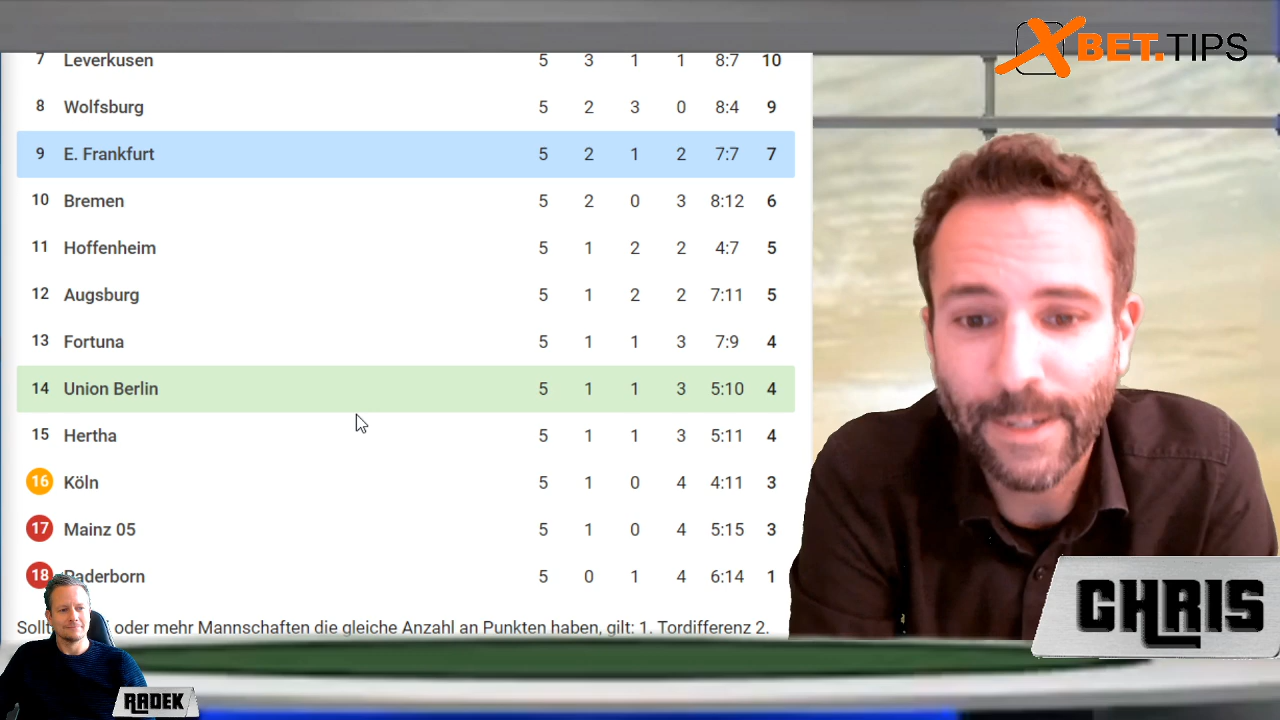 XBET.TIPS
7 Leverkusen 5 3 1 1 8:7 10
8 Wolfsburg 5 2 3 0 8:4 9
9 E. Frankfurt 5 2 1 2 7:7 7
10 Bremen 5 2 0 3 8:12 6
11 Hoffenheim 5 1 2 2 4:7 5
12 Augsburg 5 1 2 2 7:11 5
13 Fortuna 5 1 1 3 7:9 4
14 Union Berlin 5 1 1 3 5:10 4
15 Hertha 5 1 1 3 5:11 4
16 Köln 5 1 0 4 4:11 3
17 Mainz 05 5 1 0 4 5:15 3
18 Paderborn 5 0 1 4 6:14 1
oder mehr Mannschaften die gleiche Anzahl an Punkten haben, gilt: 1. Tordifferenz 2.
CHRIS
RADEK